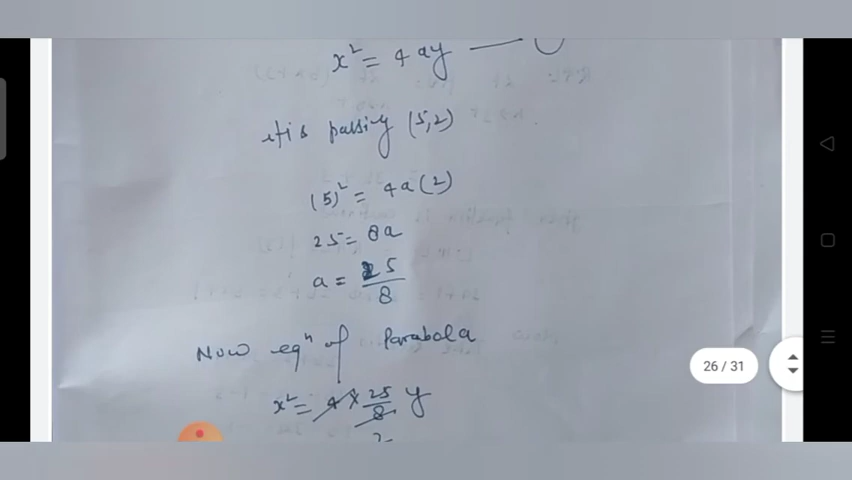 x² = 4ay
it is passing (5,2)
(5)² = 4a(2)
25 = 8a
a = 25/8
Now eqⁿ of Parabola
x² = 4 × 25/8 y
2
26 / 31